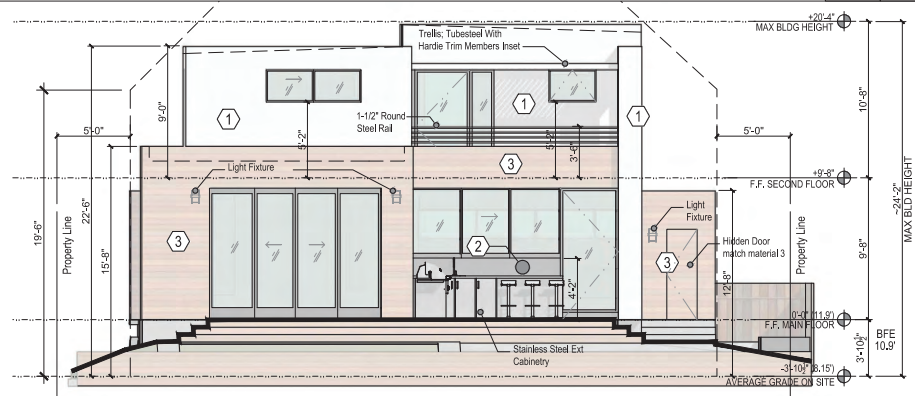 +20'-4"
MAX BLDG HEIGHT
Trellis; Tubesteel With
Hardie Trim Members Inset
10'-8"
9'-0"
1
1
1
1-1/2" Round
Steel Rail
5'-2"
5'-2"
3'-6"
5'-0"
5'-0"
3
Light Fixture
+9'-8"
F.F. SECOND FLOOR
~24'-2"
MAX BLD HEIGHT
19'-6"
Property Line
22'-6"
15'-8"
3
2
Light
Fixture
3
Hidden Door
match material 3
Property Line
9'-8"
4'-2"
12'-8"
0'-0" (11.9')
F.F. MAIN FLOOR
3'-10½"
BFE
10.9'
Stainless Steel Ext
Cabinetry
-3'-10½" (8.15')
AVERAGE GRADE ON SITE